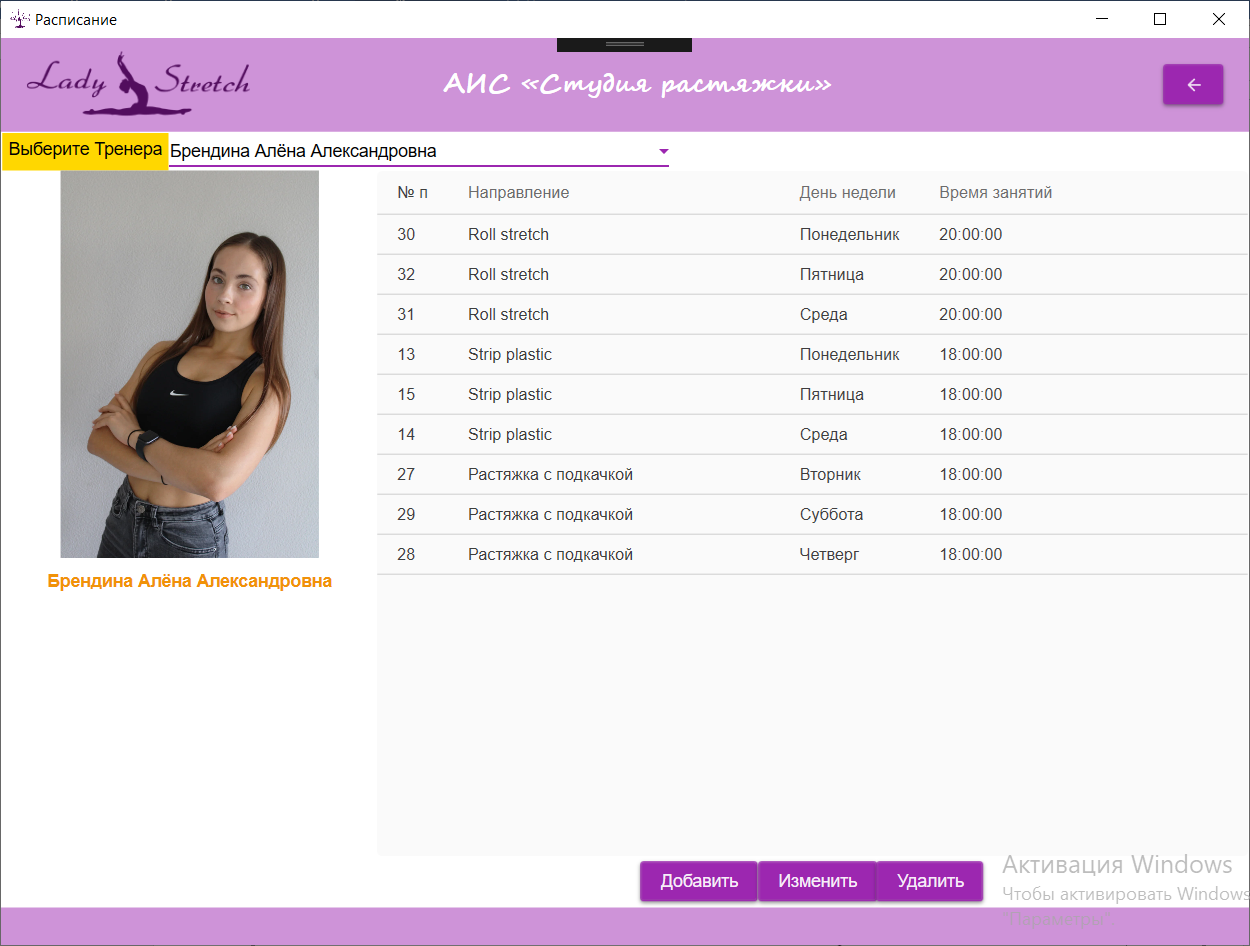 Расписание
Lady Stretch
АИС «Студия растяжки»
Выберите Тренера Брендина Алёна Александровна
№ п Направление День недели Время занятий
30 Roll stretch Понедельник 20:00:00
32 Roll stretch Пятница 20:00:00
31 Roll stretch Среда 20:00:00
13 Strip plastic Понедельник 18:00:00
15 Strip plastic Пятница 18:00:00
14 Strip plastic Среда 18:00:00
27 Растяжка с подкачкой Вторник 18:00:00
29 Растяжка с подкачкой Суббота 18:00:00
28 Растяжка с подкачкой Четверг 18:00:00
Брендина Алёна Александровна
Добавить Изменить Удалить
Активация Windows
Чтобы активировать Windows
"Параметры"